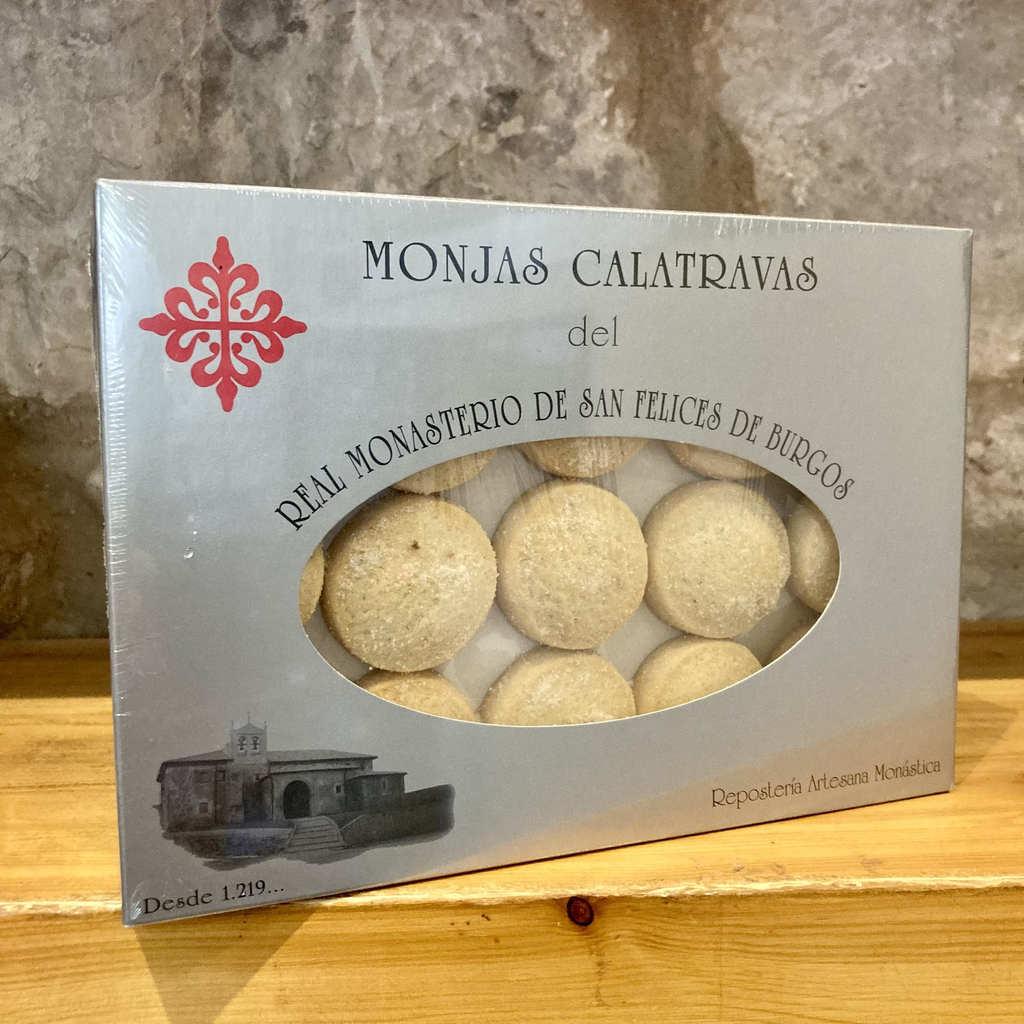 MONJAS CALATRAVAS
del
REAL MONASTERIO DE SAN FELICES DE BURGOS
Repostería Artesana Monástica
Desde 1.219...